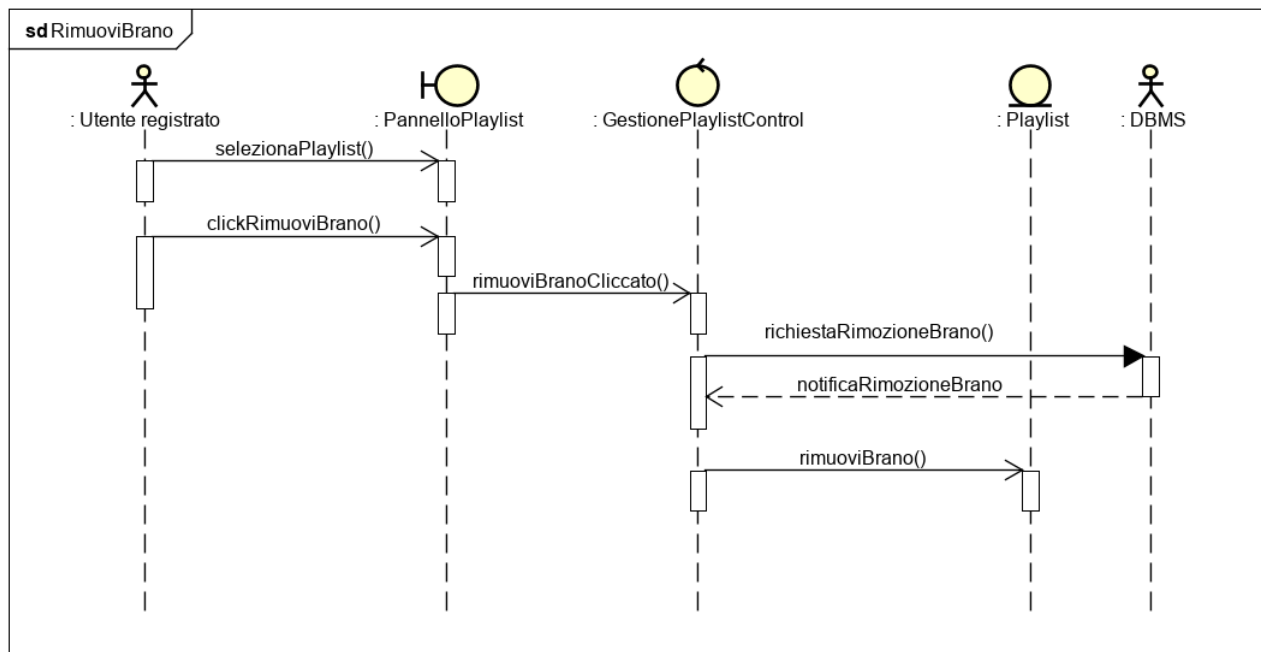 sd RimuoviBrano
: Utente registrato
: PannelloPlaylist
: GestionePlaylistControl
: Playlist
: DBMS
selezionaPlaylist()
clickRimuoviBrano()
rimuoviBranoCliccato()
richiestaRimozioneBrano()
notificaRimozioneBrano
rimuoviBrano()